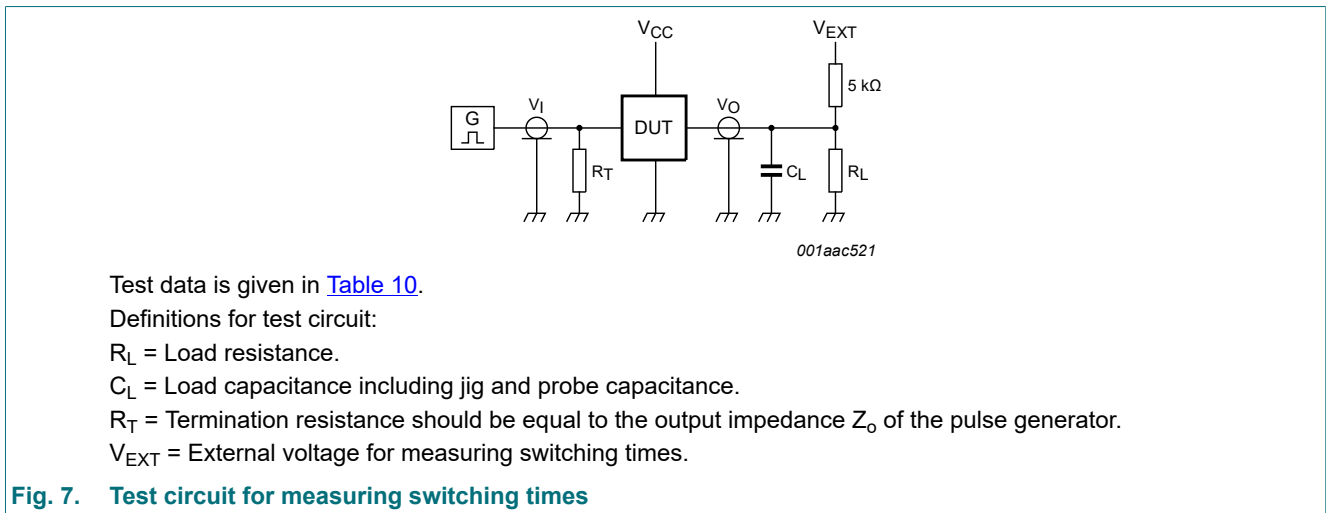 VCC
VEXT
5 kΩ
G
VI
DUT
VO
RT
CL
RL
001aac521
Test data is given in Table 10.
Definitions for test circuit:
RL = Load resistance.
CL = Load capacitance including jig and probe capacitance.
RT = Termination resistance should be equal to the output impedance Zo of the pulse generator.
VEXT = External voltage for measuring switching times.
Fig. 7. Test circuit for measuring switching times